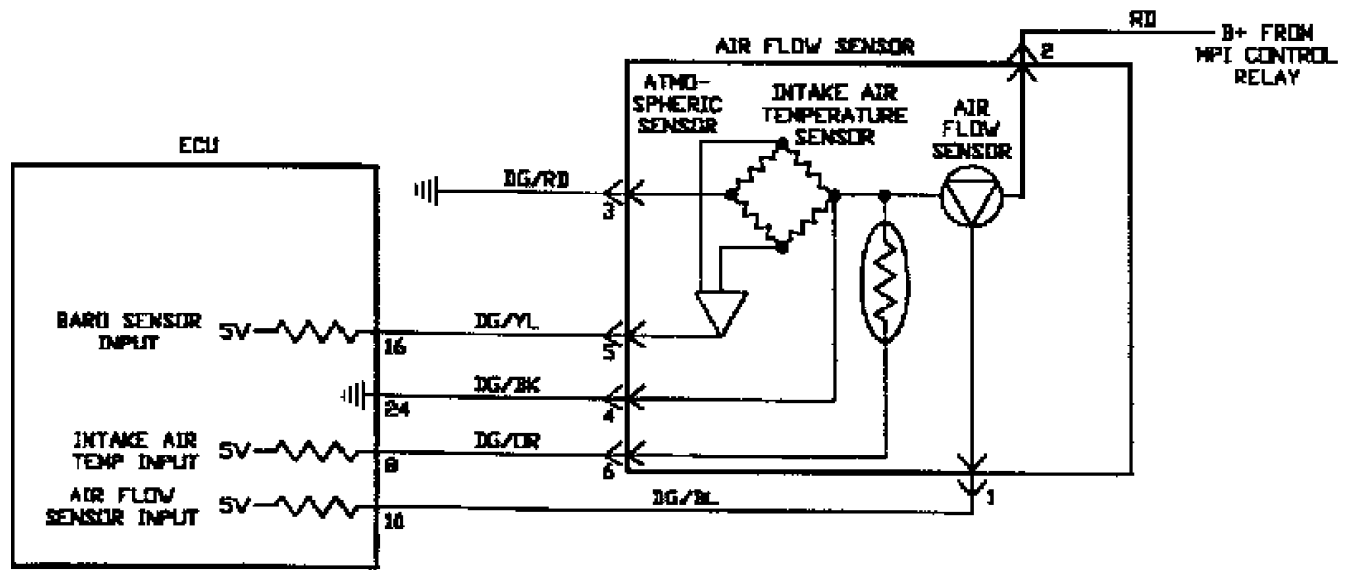 RD
B+ FROM
MPI CONTROL
RELAY
AIR FLOW SENSOR
2
ATMO-
SPHERIC
SENSOR
INTAKE AIR
TEMPERATURE
SENSOR
AIR
FLOW
SENSOR
ECU
DG/RD
3
BARO SENSOR
INPUT
5V
16
DG/YL
5
24
DG/BK
4
INTAKE AIR
TEMP INPUT
5V
8
DG/OR
6
AIR FLOW
SENSOR INPUT
5V
10
DG/BL
1